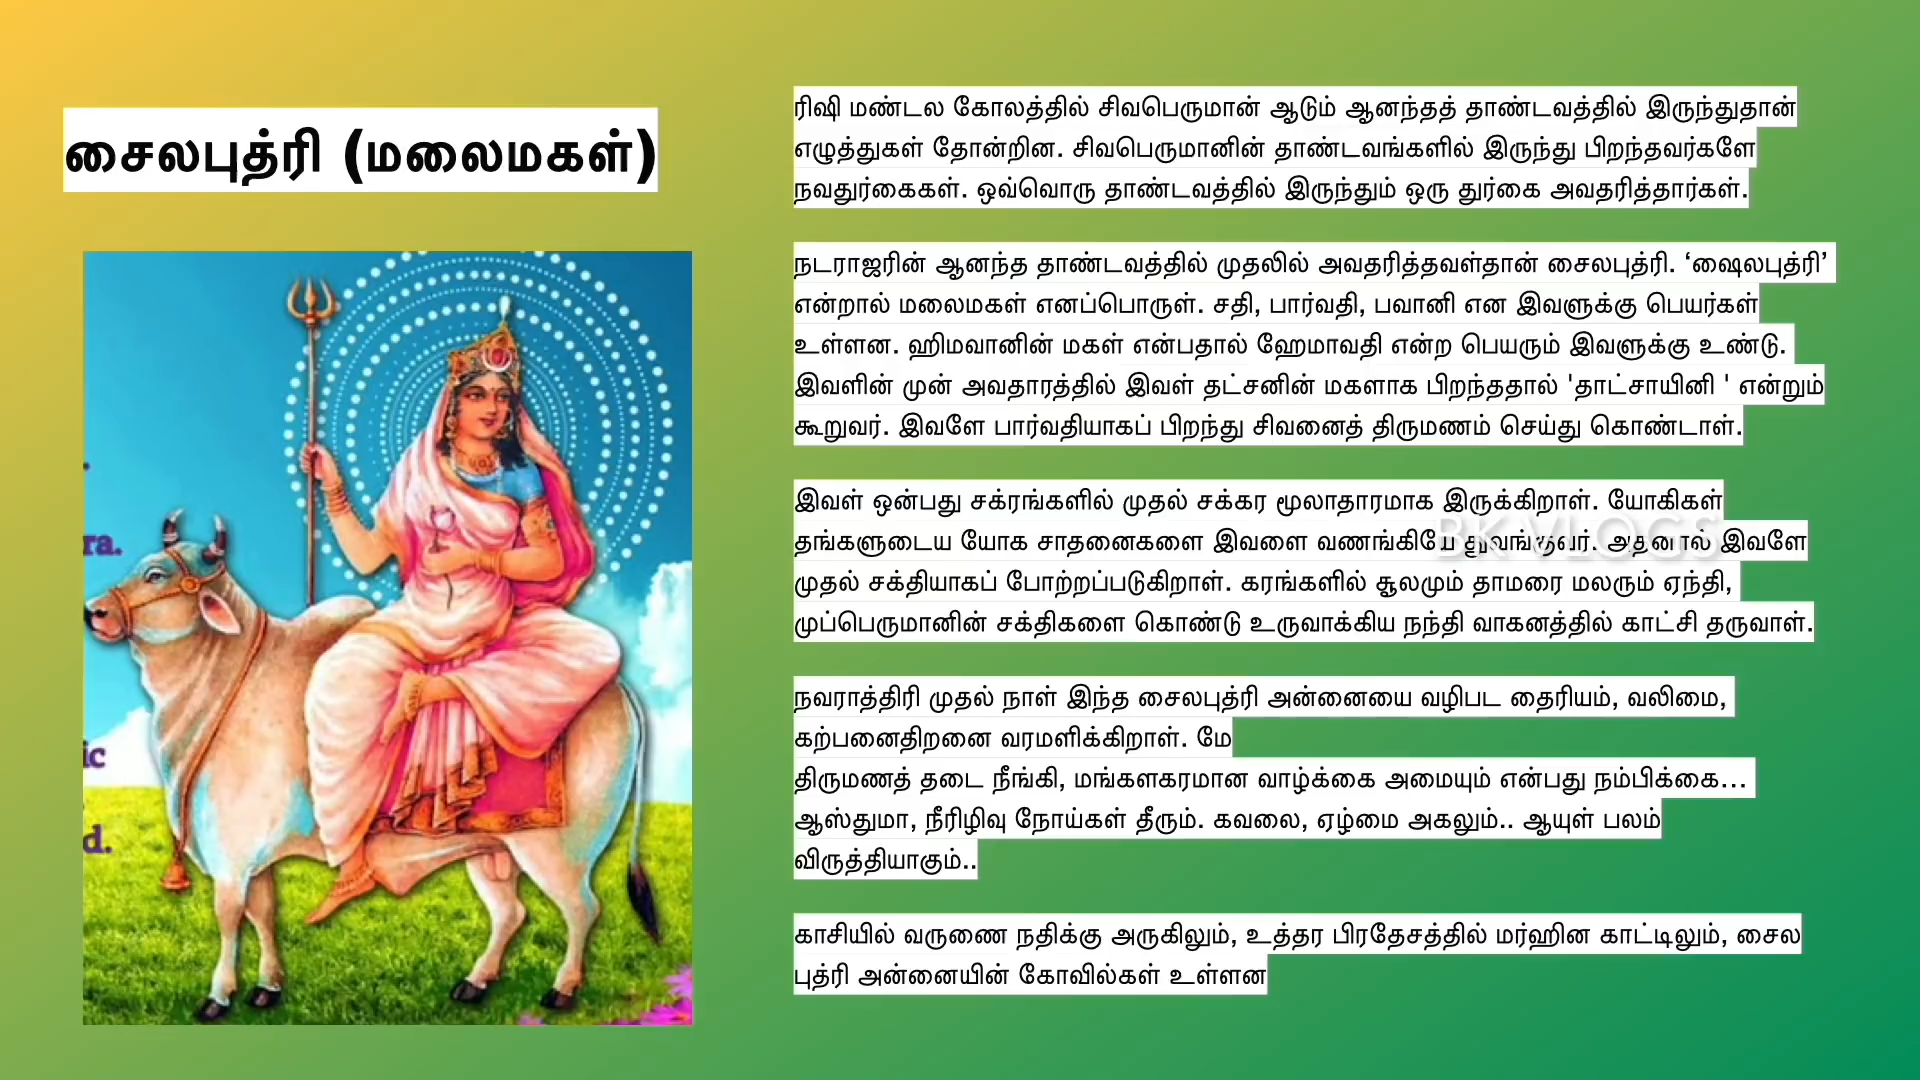 சைலபுத்ரி (மலைமகள்)
ra.
ic
d.
ரிஷி மண்டல கோலத்தில் சிவபெருமான் ஆடும் ஆனந்தத் தாண்டவத்தில் இருந்துதான்
எழுத்துகள் தோன்றின. சிவபெருமானின் தாண்டவங்களில் இருந்து பிறந்தவர்களே
நவதுர்கைகள். ஒவ்வொரு தாண்டவத்தில் இருந்தும் ஒரு துர்கை அவதரித்தார்கள்.
நடராஜரின் ஆனந்த தாண்டவத்தில் முதலில் அவதரித்தவள்தான் சைலபுத்ரி. ‘ஷைலபுத்ரி’
என்றால் மலைமகள் எனப்பொருள். சதி, பார்வதி, பவானி என இவளுக்கு பெயர்கள்
உள்ளன. ஹிமவானின் மகள் என்பதால் ஹேமாவதி என்ற பெயரும் இவளுக்கு உண்டு.
இவளின் முன் அவதாரத்தில் இவள் தட்சனின் மகளாக பிறந்ததால் 'தாட்சாயினி ' என்றும்
கூறுவர். இவளே பார்வதியாகப் பிறந்து சிவனைத் திருமணம் செய்து கொண்டாள்.
இவள் ஒன்பது சக்ரங்களில் முதல் சக்கர மூலாதாரமாக இருக்கிறாள். யோகிகள்
தங்களுடைய யோக சாதனைகளை இவளை வணங்கியே துவங்குவர். அதனால் இவளே
BK VLOGS
முதல் சக்தியாகப் போற்றப்படுகிறாள். கரங்களில் சூலமும் தாமரை மலரும் ஏந்தி,
முப்பெருமானின் சக்திகளை கொண்டு உருவாக்கிய நந்தி வாகனத்தில் காட்சி தருவாள்.
நவராத்திரி முதல் நாள் இந்த சைலபுத்ரி அன்னையை வழிபட தைரியம், வலிமை,
கற்பனைதிறனை வரமளிக்கிறாள். மே
திருமணத் தடை நீங்கி, மங்களகரமான வாழ்க்கை அமையும் என்பது நம்பிக்கை...
ஆஸ்துமா, நீரிழிவு நோய்கள் தீரும். கவலை, ஏழ்மை அகலும்.. ஆயுள் பலம்
விருத்தியாகும்..
காசியில் வருணை நதிக்கு அருகிலும், உத்தர பிரதேசத்தில் மர்ஹின காட்டிலும், சைல
புத்ரி அன்னையின் கோவில்கள் உள்ளன